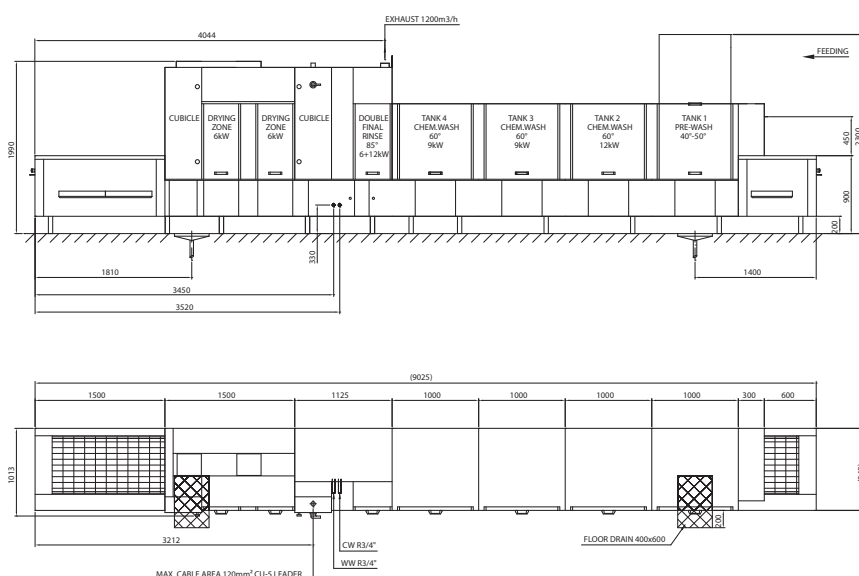 EXHAUST 1200m3/h
4044
FEEDING
CUBICLE
DRYING
ZONE
6kW
DRYING
ZONE
6kW
CUBICLE
DOUBLE
FINAL
RINSE
85°
6+12kW
TANK 4
CHEM.WASH
60°
9kW
TANK 3
CHEM.WASH
60°
9kW
TANK 2
CHEM.WASH
60°
12kW
TANK 1
PRE-WASH
40°-50°
1990
450
2300
900
200
330
1810
1400
3450
3520
(9025)
1500
1500
1125
1000
1000
1000
1000
300
600
1013
200
3212
CW R3/4"
WW R3/4"
FLOOR DRAIN 400x600
MAX. CABLE AREA 120mm² CU-5 LEADER